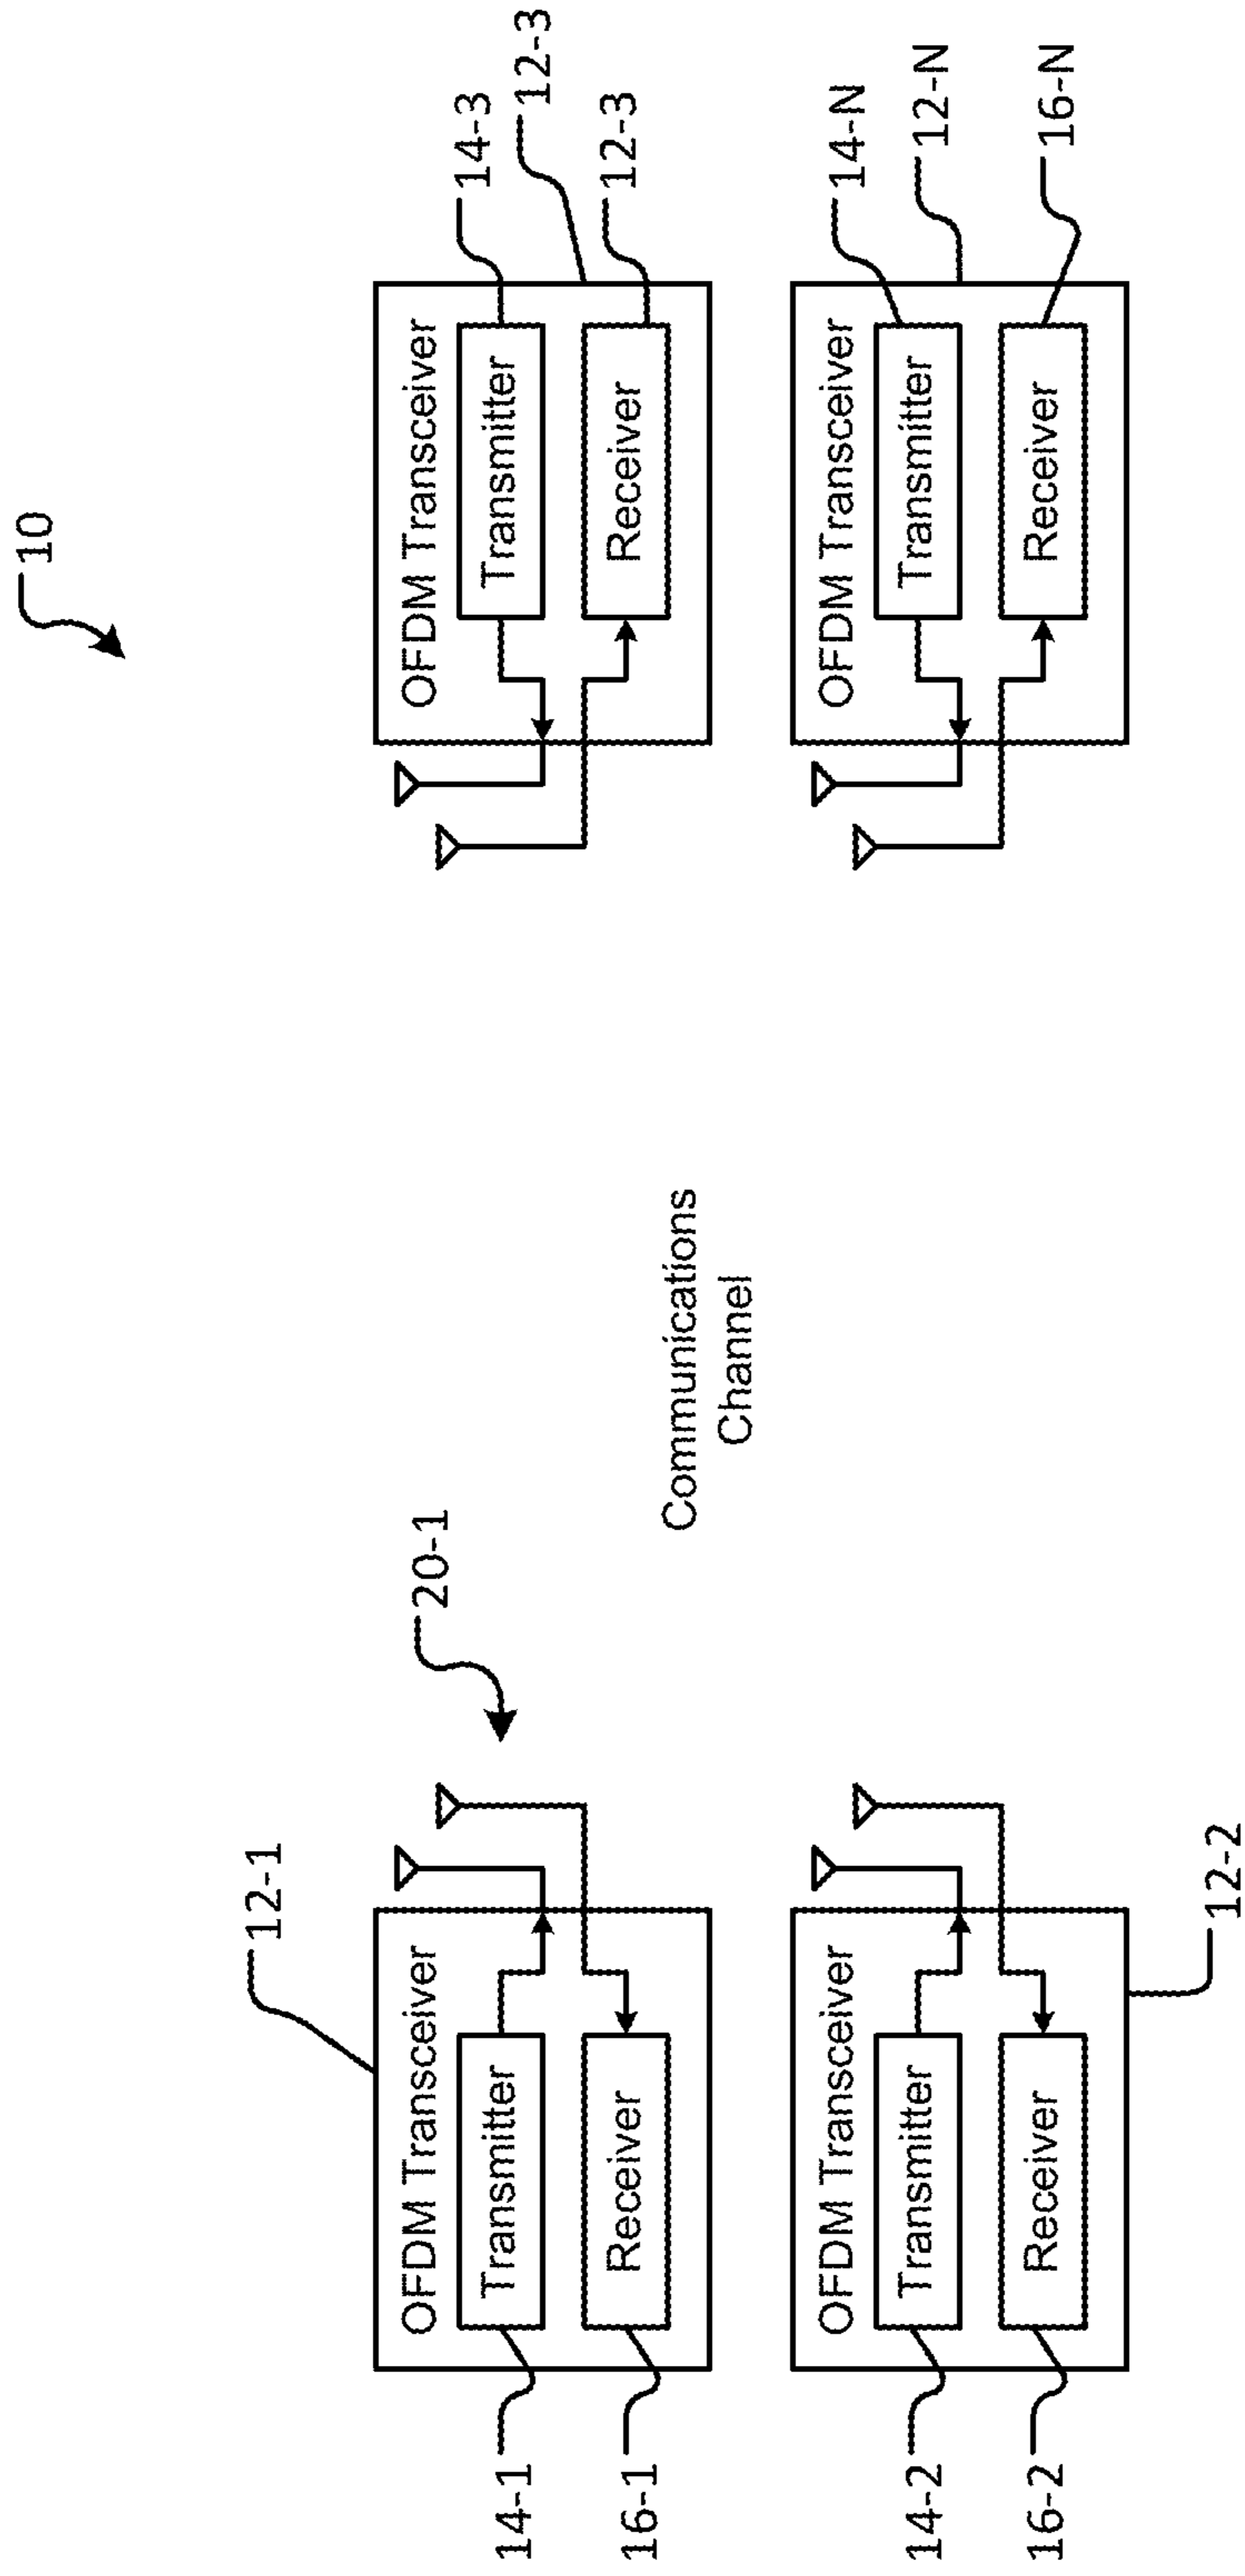 10
12-1
OFDM Transceiver
14-1
Transmitter
16-1
Receiver
20-1
OFDM Transceiver
14-3
Transmitter
12-3
Receiver
12-3
Communications
Channel
OFDM Transceiver
14-2
Transmitter
16-2
Receiver
12-2
OFDM Transceiver
14-N
Transmitter
12-N
Receiver
16-N